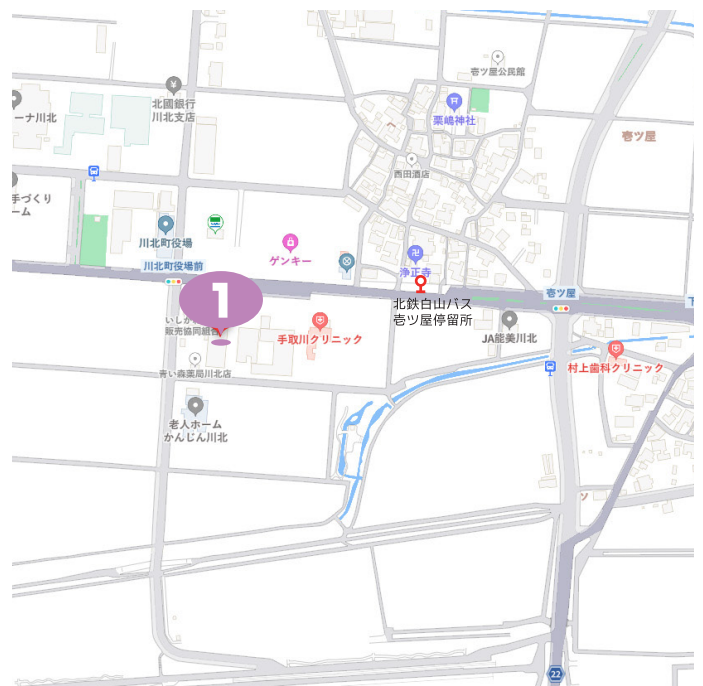 壱ツ屋公民館
北國銀行
川北支店
ーナ川北
栗嶋神社
壱ツ屋
西田酒店
手づくり
ーム
川北町役場
ゲンキー
浄正寺
川北町役場前
壱ツ屋
下
1
北鉄白山バス
壱ツ屋停留所
いしか
販売協同組合
手取川クリニック
JA能美川北
青い森薬局川北店
村上歯科クリニック
老人ホーム
かんじん川北
ソ
22